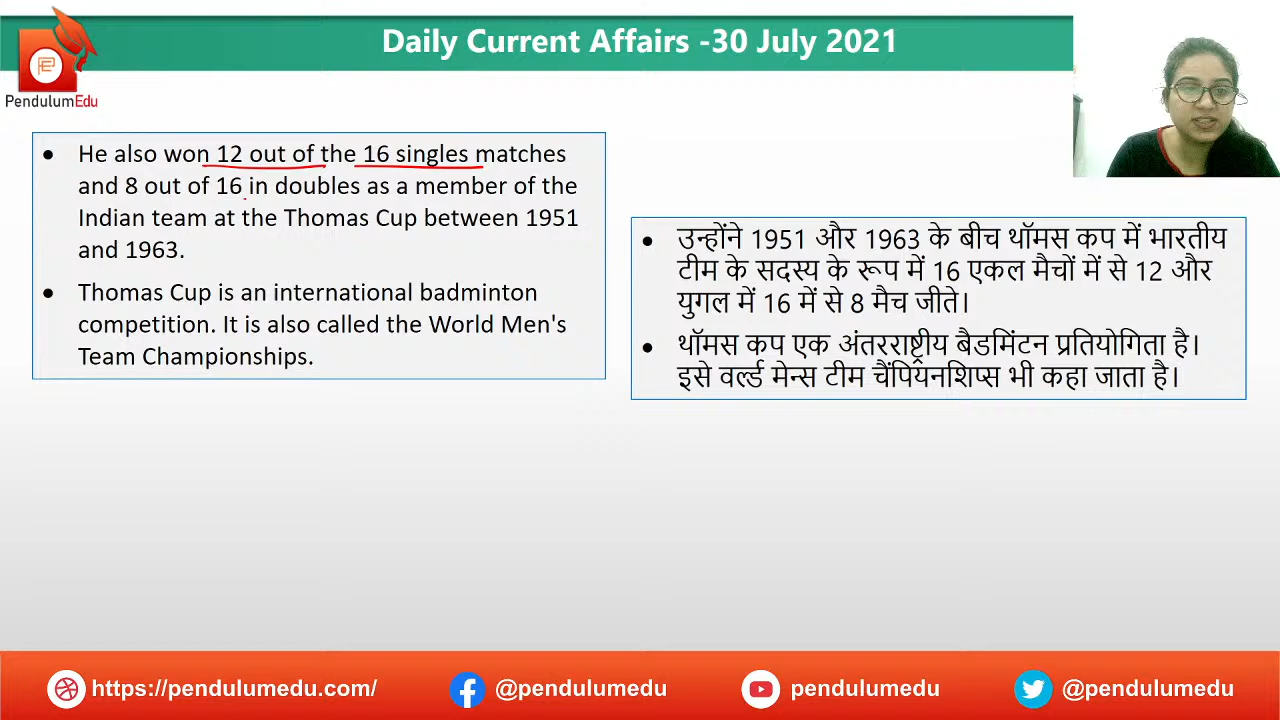 Daily Current Affairs -30 July 2021
PendulumEdu
• He also won 12 out of the 16 singles matches
and 8 out of 16 in doubles as a member of the
Indian team at the Thomas Cup between 1951
and 1963.
• Thomas Cup is an international badminton
competition. It is also called the World Men's
Team Championships.
• उन्होंने 1951 और 1963 के बीच थॉमस कप में भारतीय
टीम के सदस्य के रूप में 16 एकल मैचों में से 12 और
युगल में 16 में से 8 मैच जीते।
• थॉमस कप एक अंतरराष्ट्रीय बैडमिंटन प्रतियोगिता है।
इसे वर्ल्ड मेन्स टीम चैंपियनशिप्स भी कहा जाता है।
https://pendulumedu.com/
@pendulumedu
pendulumedu
@pendulumedu